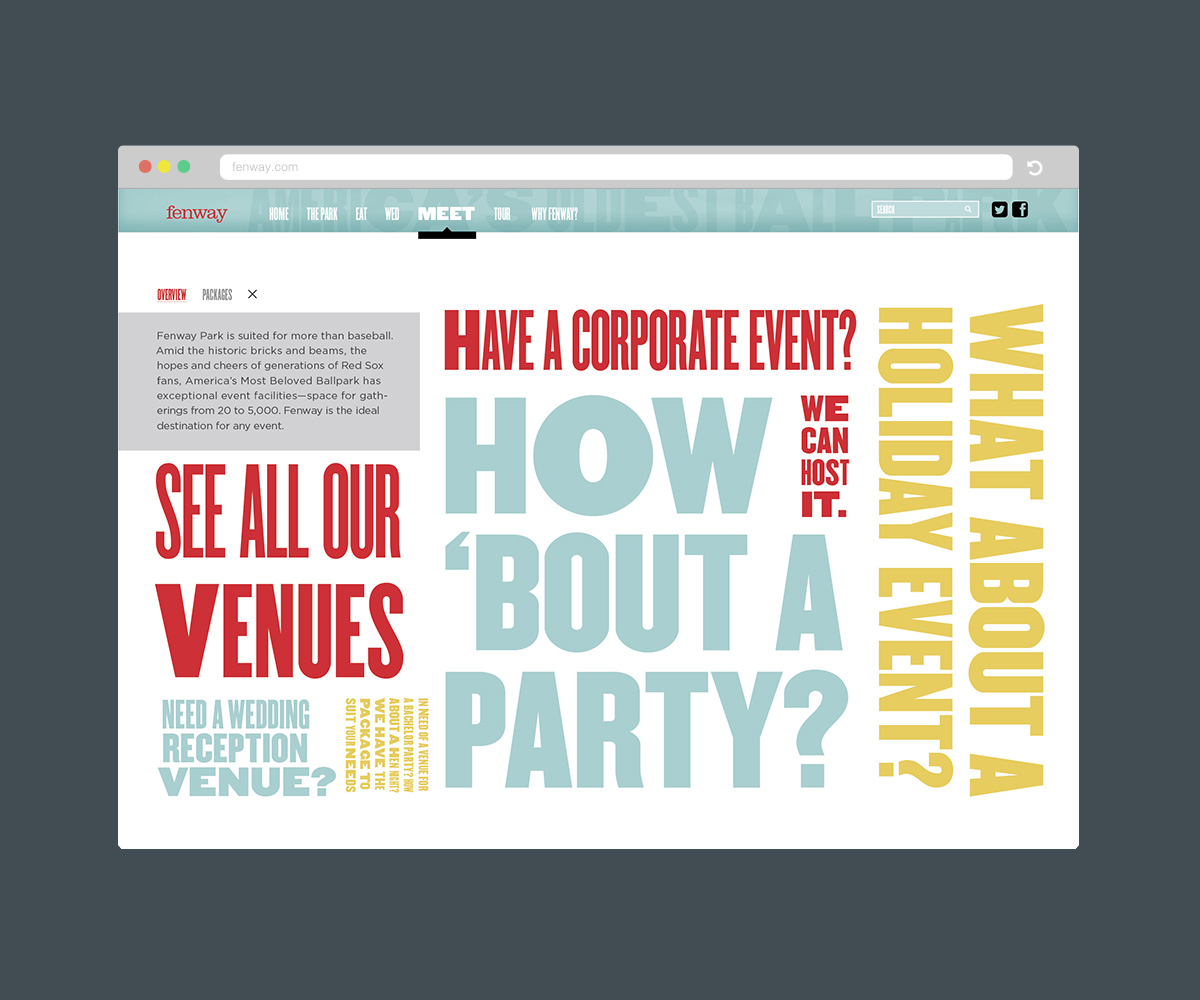 fenway.com
AMERICA'S
BALLPARK
fenway
HOME
THE PARK
EAT
WED
MEET
TOUR
WHY FENWAY?
SEARCH
OVERVIEW
PACKAGES
Fenway Park is suited for more than baseball.
Amid the historic bricks and beams, the
hopes and cheers of generations of Red Sox
fans, America's Most Beloved Ballpark has
exceptional event facilities—space for gath-
erings from 20 to 5,000. Fenway is the ideal
destination for any event.
SEE ALL OUR
VENUES
NEED A WEDDING
RECEPTION
VENUE?
IN NEED OF A VENUE FOR
A BACHELOR PARTY? HOW
ABOUT A HEN NIGHT?
WE HAVE THE
PACKAGE TO
SUIT YOUR NEEDS
HAVE A CORPORATE EVENT?
HOW
‘BOUT A
PARTY?
WE
CAN
HOST
IT.
WHAT ABOUT A
HOLIDAY EVENT?